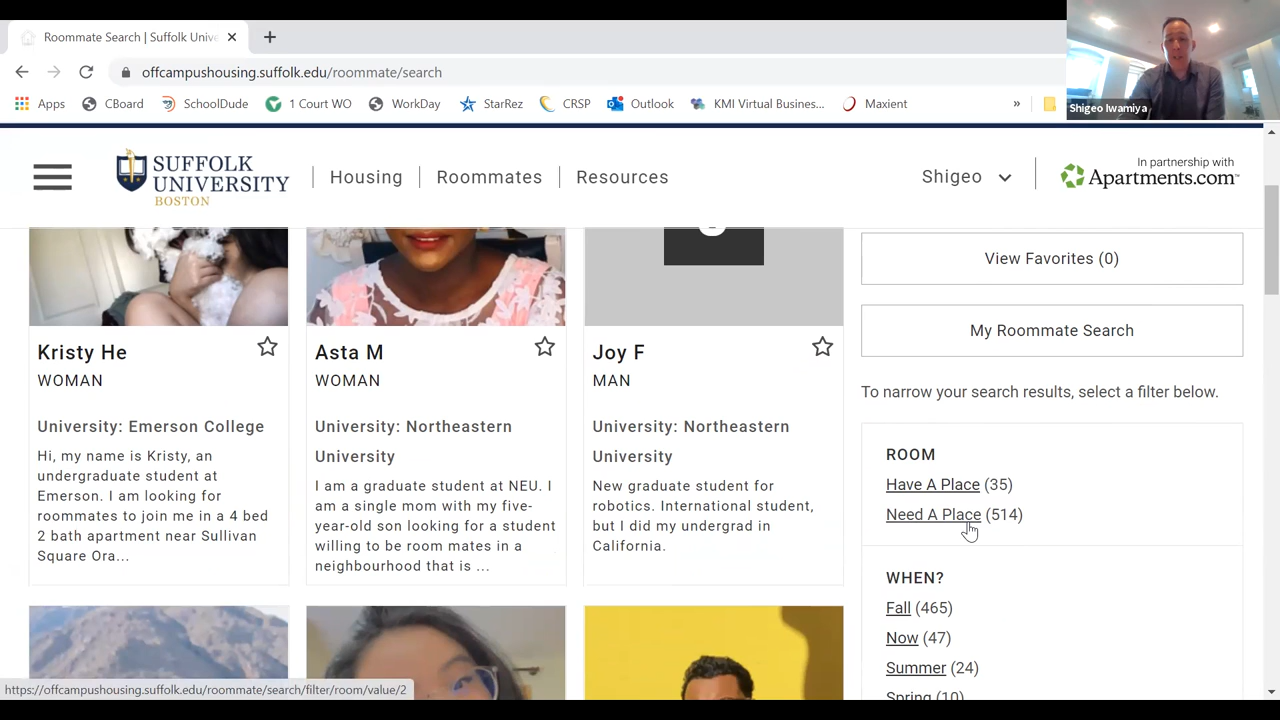 Roommate Search | Suffolk Unive
offcampushousing.suffolk.edu/roommate/search
Apps CBoard SchoolDude 1 Court WO WorkDay StarRez CRSP Outlook KMI Virtual Busines... Maxient »
Shigeo Iwamiya
SUFFOLK
UNIVERSITY
BOSTON
Housing Roommates Resources
Shigeo
In partnership with
Apartments.com™
Kristy He
WOMAN
University: Emerson College
Hi, my name is Kristy, an
undergraduate student at
Emerson. I am looking for
roommates to join me in a 4 bed
2 bath apartment near Sullivan
Square Ora...
Asta M
WOMAN
University: Northeastern
University
I am a graduate student at NEU. I
am a single mom with my five-
year-old son looking for a student
willing to be room mates in a
neighbourhood that is ...
Joy F
MAN
University: Northeastern
University
New graduate student for
robotics. International student,
but I did my undergrad in
California.
View Favorites (0)
My Roommate Search
To narrow your search results, select a filter below.
ROOM
Have A Place (35)
Need A Place (514)
WHEN?
Fall (465)
Now (47)
Summer (24)
Spring (10)
https://offcampushousing.suffolk.edu/roommate/search/filter/room/value/2